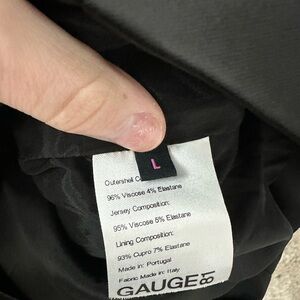 L
Outershell C
96% Viscose 4% Elastane
Jersey Composition:
95% Viscose 5% Elastane
Lining Composition:
93% Cupro 7% Elastane
Made in: Portugal
Fabric Made in: Italy
GAUGE81